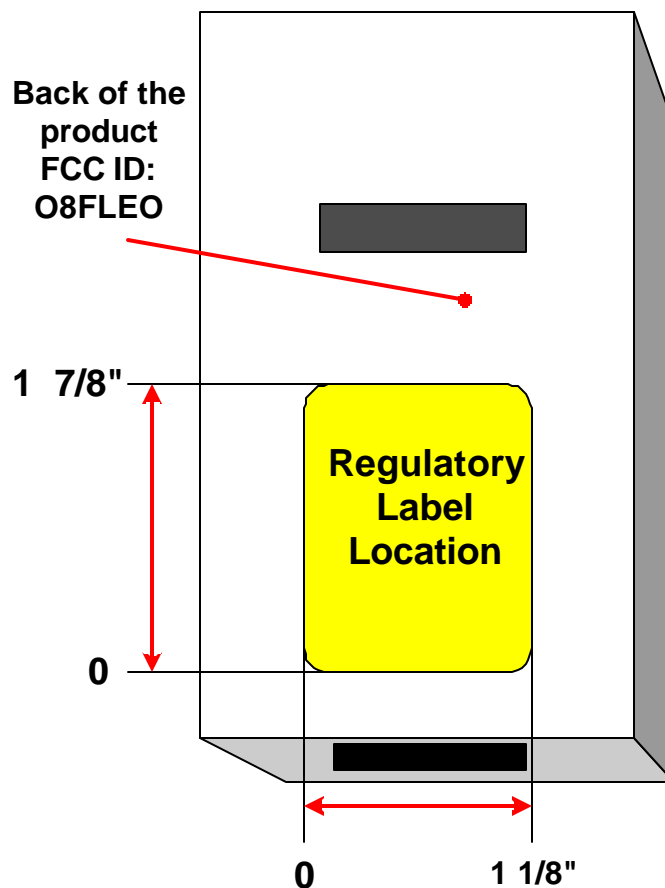 Back of the
product
FCC ID:
O8FLEO
1 7/8"
Regulatory
Label
Location
0
0
1 1/8"